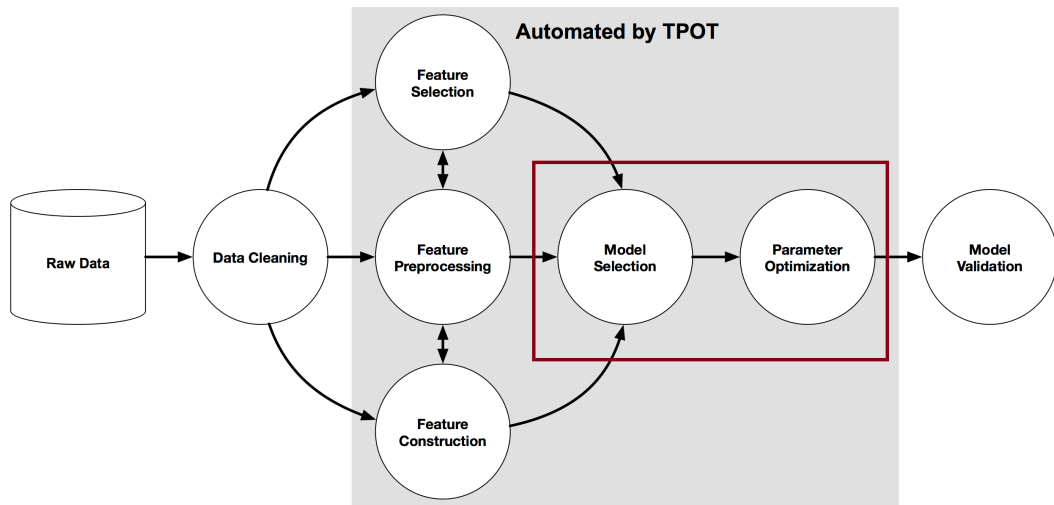 Automated by TPOT
Feature
Selection
Raw Data
Data Cleaning
Feature
Preprocessing
Model
Selection
Parameter
Optimization
Model
Validation
Feature
Construction